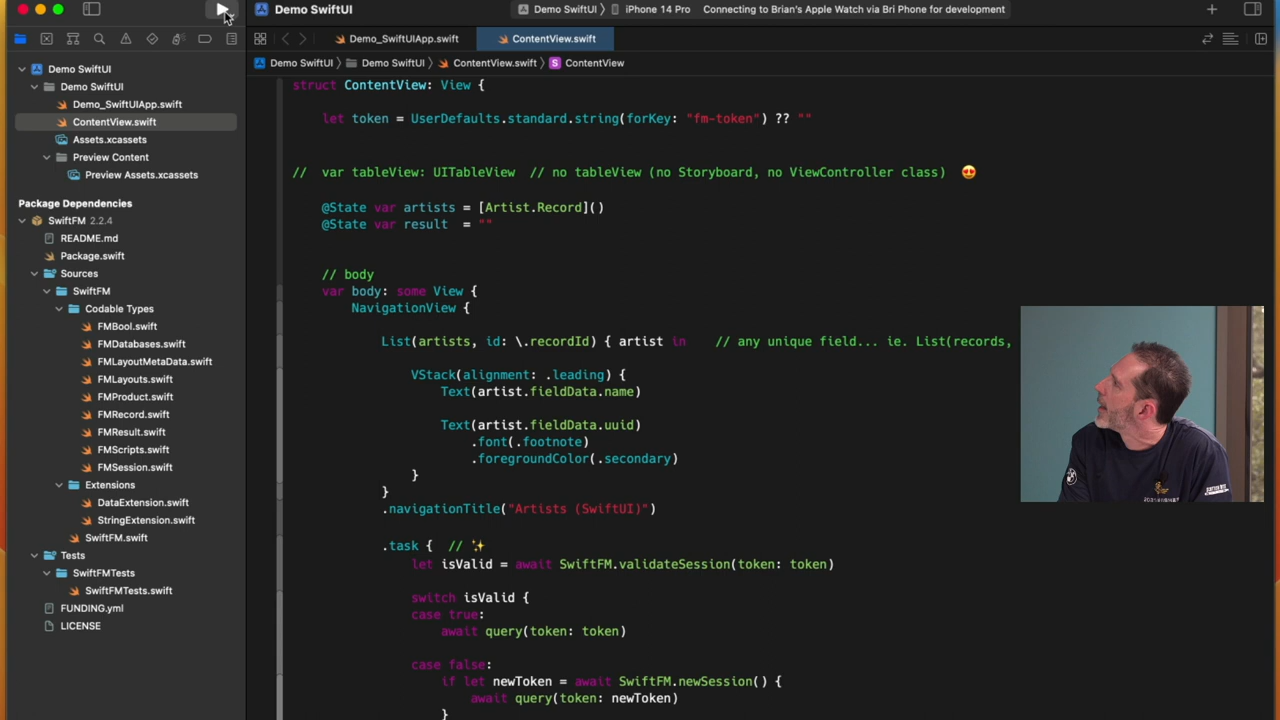 Demo SwiftUI
Demo SwiftUI 〉 iPhone 14 Pro
Connecting to Brian's Apple Watch via Bri Phone for development
Demo_SwiftUIApp.swift
ContentView.swift
Demo SwiftUI 〉 Demo SwiftUI 〉 ContentView.swift 〉 S ContentView
Demo SwiftUI
Demo SwiftUI
Demo_SwiftUIApp.swift
ContentView.swift
Assets.xcassets
Preview Content
Preview Assets.xcassets
Package Dependencies
SwiftFM 2.2.4
README.md
Package.swift
Sources
SwiftFM
Codable Types
FMBool.swift
FMDatabases.swift
FMLayoutMetaData.swift
FMLayouts.swift
FMProduct.swift
FMRecord.swift
FMResult.swift
FMScripts.swift
FMSession.swift
Extensions
DataExtension.swift
StringExtension.swift
SwiftFM.swift
Tests
SwiftFMTests
SwiftFMTests.swift
FUNDING.yml
LICENSE
struct ContentView: View {
let token = UserDefaults.standard.string(forKey: "fm-token") ?? ""
// var tableView: UITableView // no tableView (no Storyboard, no ViewController class) 😍
@State var artists = [Artist.Record]()
@State var result = ""
// body
var body: some View {
NavigationView {
List(artists, id: \.recordId) { artist in // any unique field... ie. List(records,
VStack(alignment: .leading) {
Text(artist.fieldData.name)
Text(artist.fieldData.uuid)
.font(.footnote)
.foregroundColor(.secondary)
}
}
.navigationTitle("Artists (SwiftUI)")
.task { // ✨
let isValid = await SwiftFM.validateSession(token: token)
switch isValid {
case true:
await query(token: token)
case false:
if let newToken = await SwiftFM.newSession() {
await query(token: newToken)
}